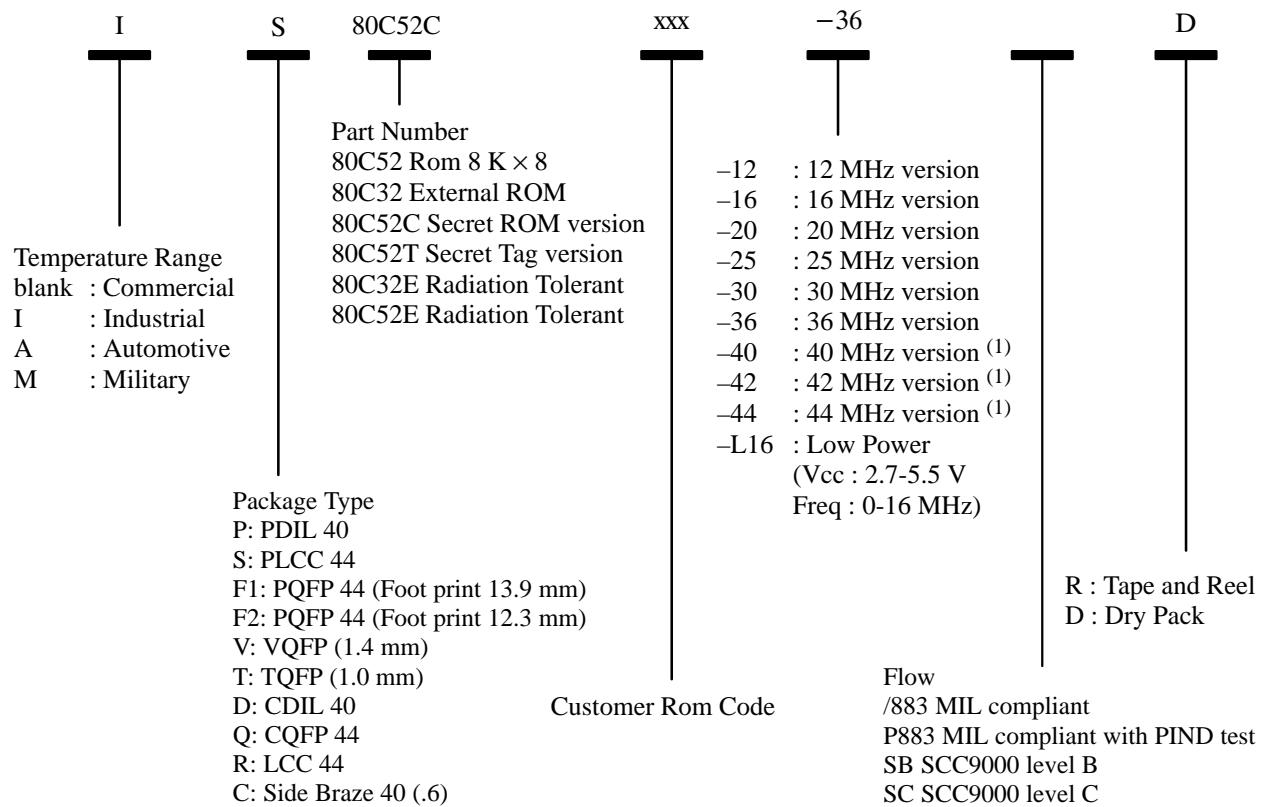 I S 80C52C xxx −36 D
Part Number
80C52 Rom 8 K × 8
80C32 External ROM
80C52C Secret ROM version
80C52T Secret Tag version
80C32E Radiation Tolerant
80C52E Radiation Tolerant
–12 : 12 MHz version
–16 : 16 MHz version
–20 : 20 MHz version
–25 : 25 MHz version
–30 : 30 MHz version
–36 : 36 MHz version
–40 : 40 MHz version (1)
–42 : 42 MHz version (1)
–44 : 44 MHz version (1)
–L16 : Low Power
(Vcc : 2.7-5.5 V
Freq : 0-16 MHz)
Temperature Range
blank : Commercial
I : Industrial
A : Automotive
M : Military
Package Type
P: PDIL 40
S: PLCC 44
F1: PQFP 44 (Foot print 13.9 mm)
F2: PQFP 44 (Foot print 12.3 mm)
V: VQFP (1.4 mm)
T: TQFP (1.0 mm)
D: CDIL 40
Q: CQFP 44
R: LCC 44
C: Side Braze 40 (.6)
Customer Rom Code
R : Tape and Reel
D : Dry Pack
Flow
/883 MIL compliant
P883 MIL compliant with PIND test
SB SCC9000 level B
SC SCC9000 level C